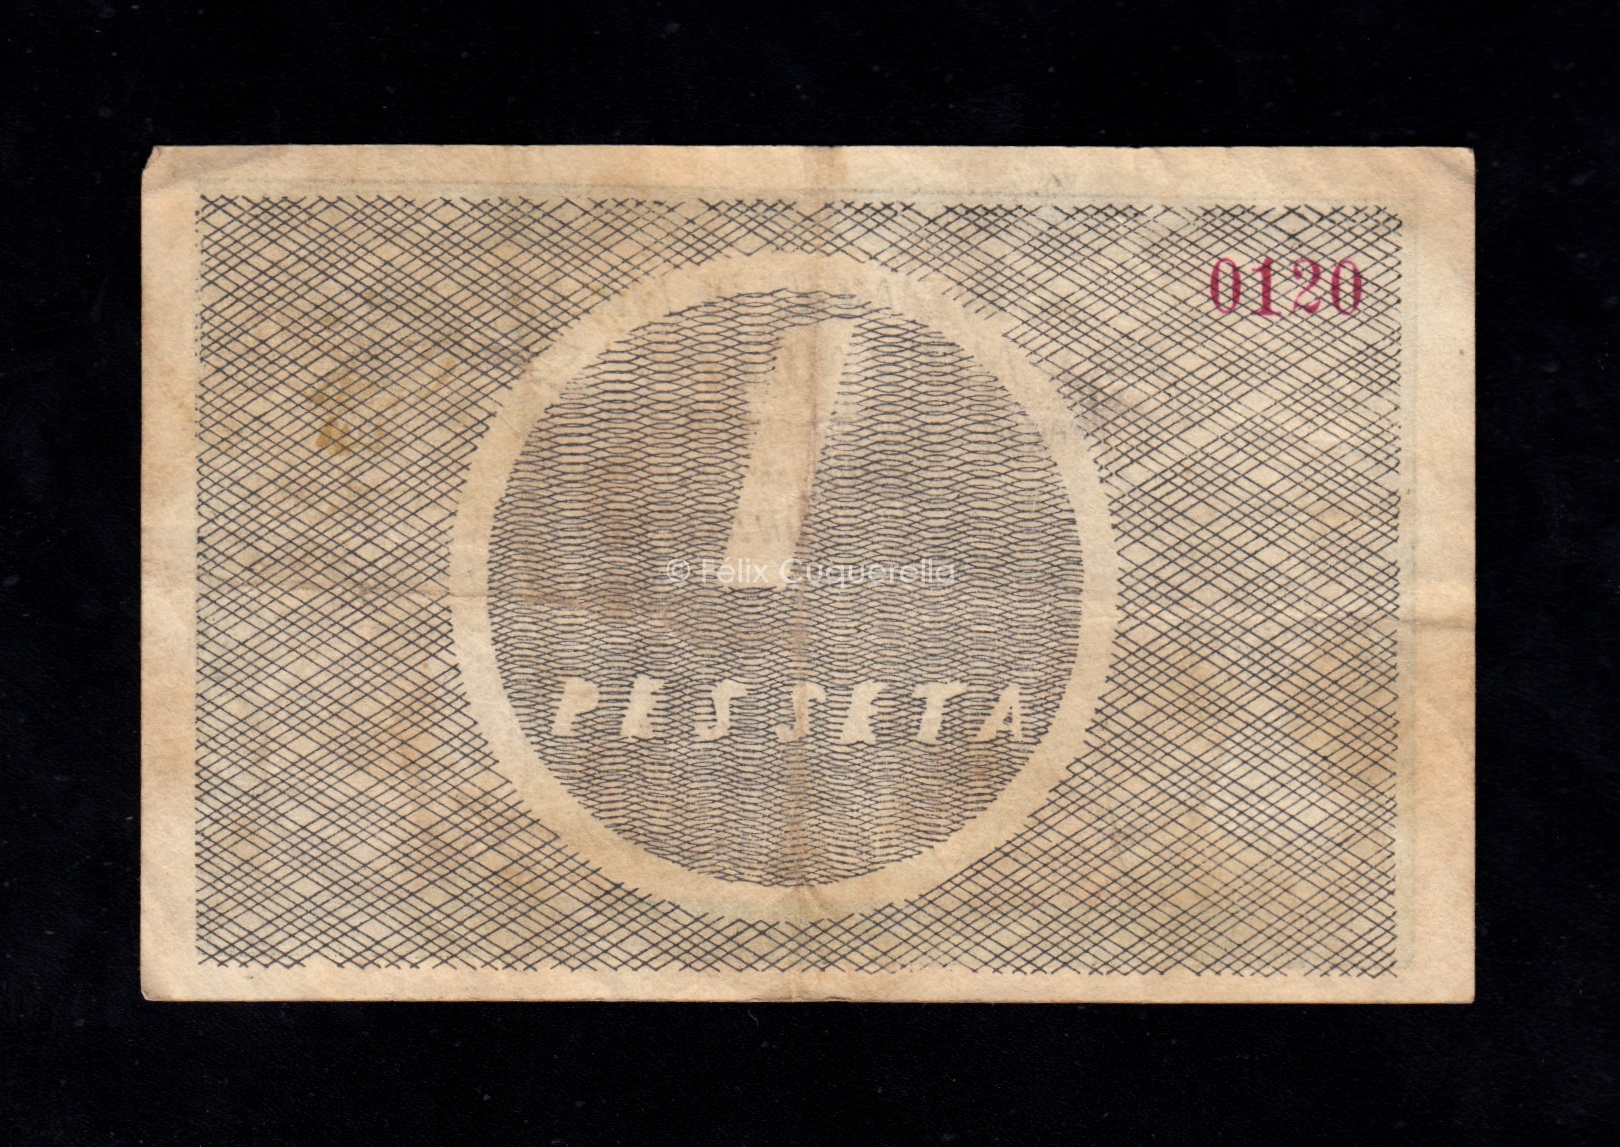 0120
1
© Félix Cuquerella
PESSETA